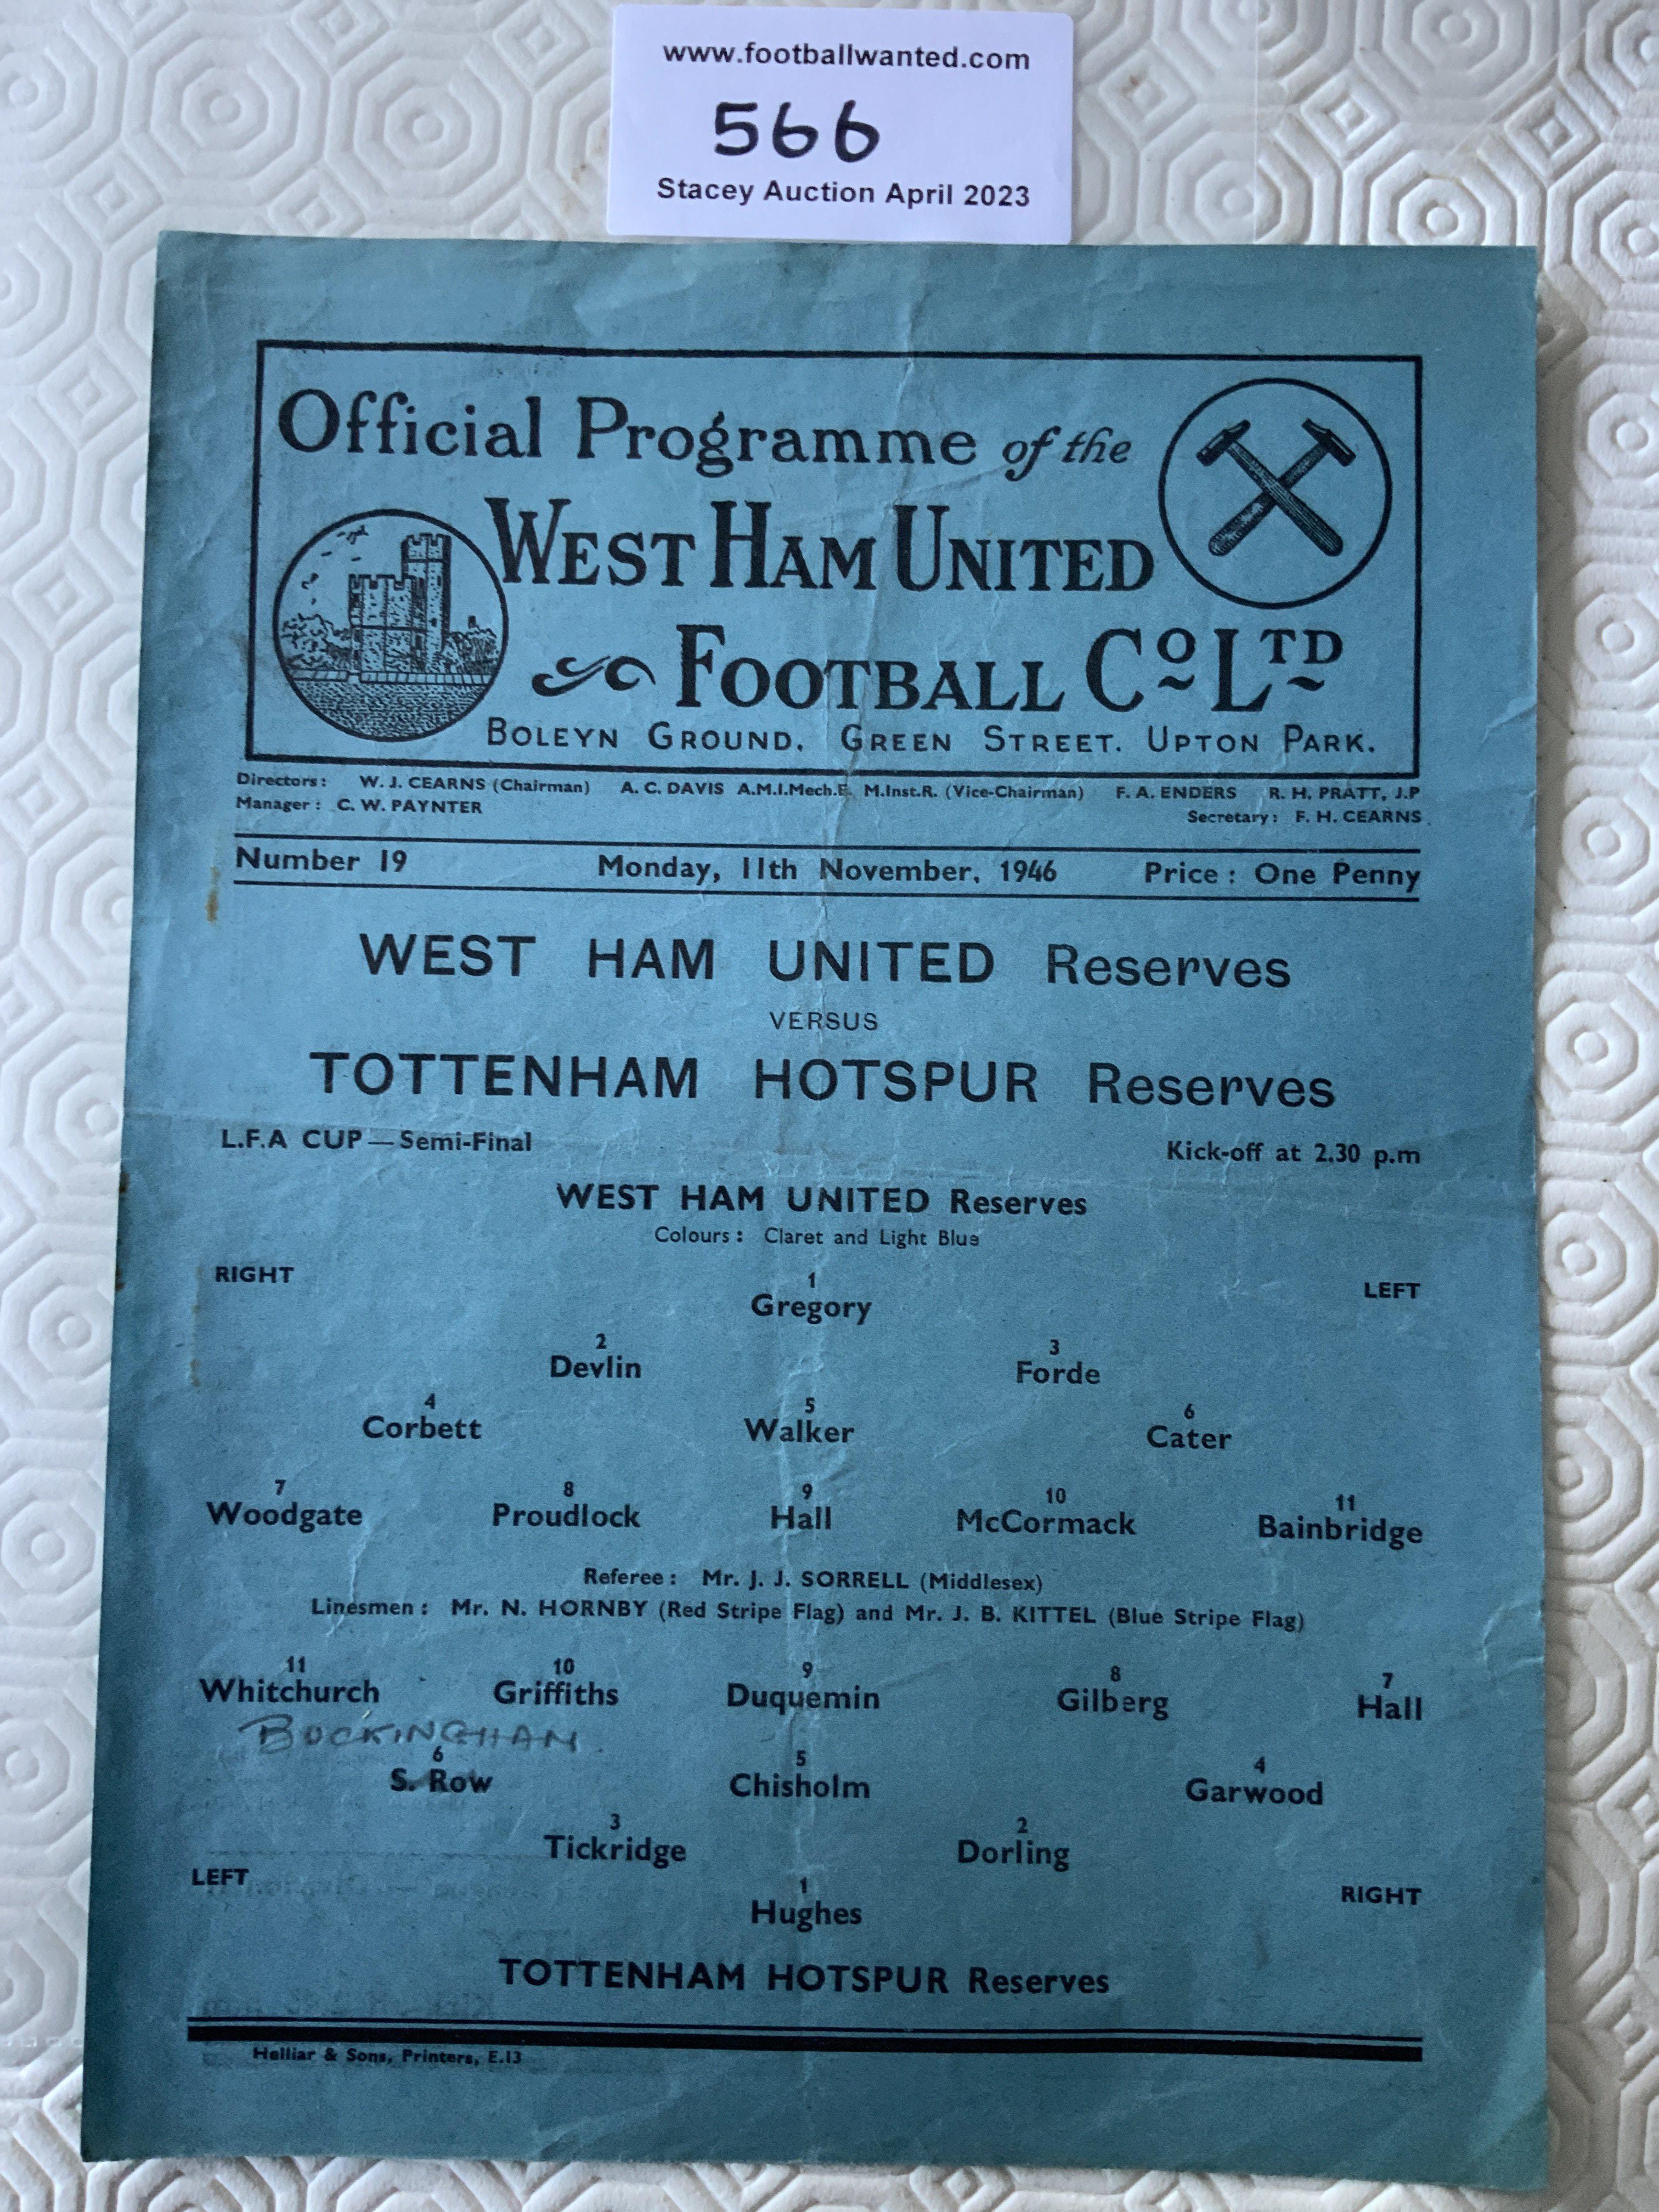 www.footballwanted.com
566
Stacey Auction April 2023
Official Programme of the
WEST HAM UNITED
FOOTBALL Co LTD
BOLEYN GROUND. GREEN STREET. UPTON PARK.
Directors: W. J. CEARNS (Chairman) A. C. DAVIS A.M.I.Mech.E. M.Inst.R. (Vice-Chairman) F. A. ENDERS R. H. PRATT, J.P
Manager: C. W. PAYNTER Secretary: F. H. CEARNS.
Number 19 Monday, 11th November, 1946 Price: One Penny
WEST HAM UNITED Reserves
VERSUS
TOTTENHAM HOTSPUR Reserves
L.F.A CUP — Semi-Final Kick-off at 2.30 p.m
WEST HAM UNITED Reserves
Colours: Claret and Light Blue
RIGHT LEFT
1
Gregory
2 3
Devlin Forde
4 5 6
Corbett Walker Cater
7 8 9 10 11
Woodgate Proudlock Hall McCormack Bainbridge
Referee: Mr. J. J. SORRELL (Middlesex)
Linesmen: Mr. N. HORNBY (Red Stripe Flag) and Mr. J. B. KITTEL (Blue Stripe Flag)
11 10 9 8 7
Whitchurch Griffiths Duquemin Gilberg Hall
BUCKINGHAM
6 5 4
S. Row Chisholm Garwood
3 2
Tickridge Dorling
LEFT RIGHT
1
Hughes
TOTTENHAM HOTSPUR Reserves
Helliar & Sons, Printers, E.13